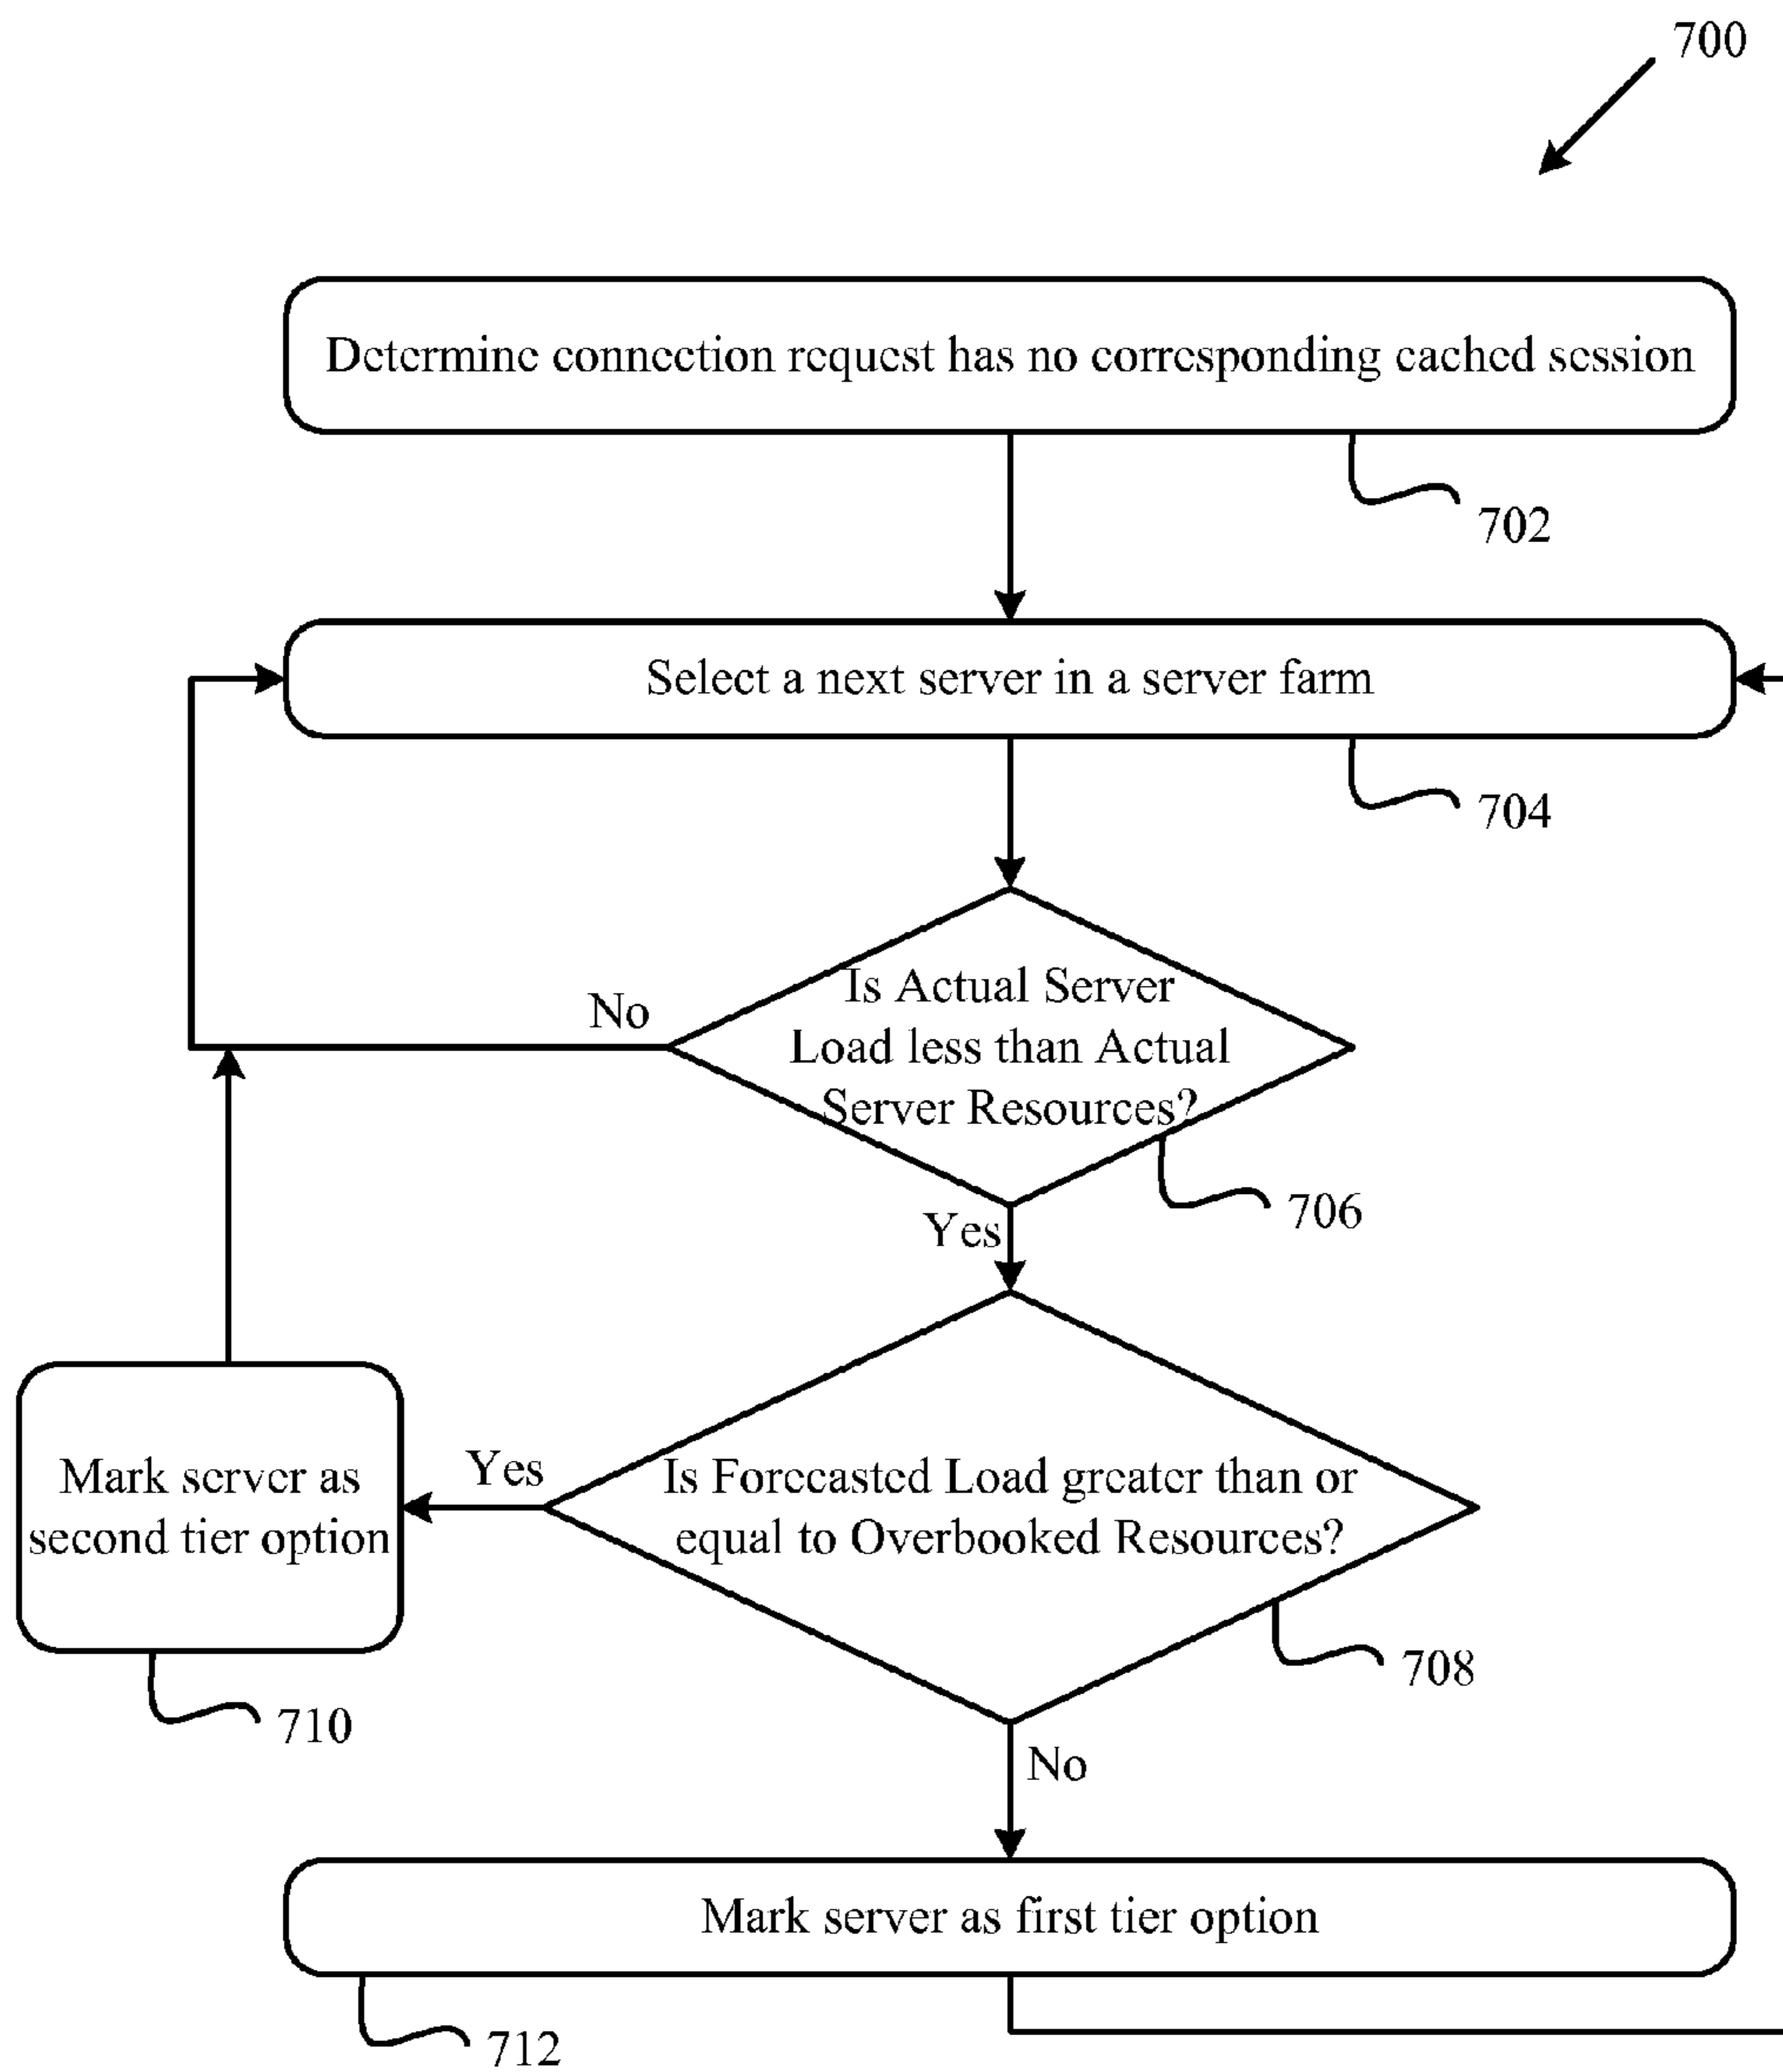 700
Determine connection request has no corresponding cached session
702
Select a next server in a server farm
704
Is Actual Server
Load less than Actual
Server Resources?
No
706
Yes
Is Forecasted Load greater than or
equal to Overbooked Resources?
Yes
Mark server as
second tier option
708
710
No
Mark server as first tier option
712